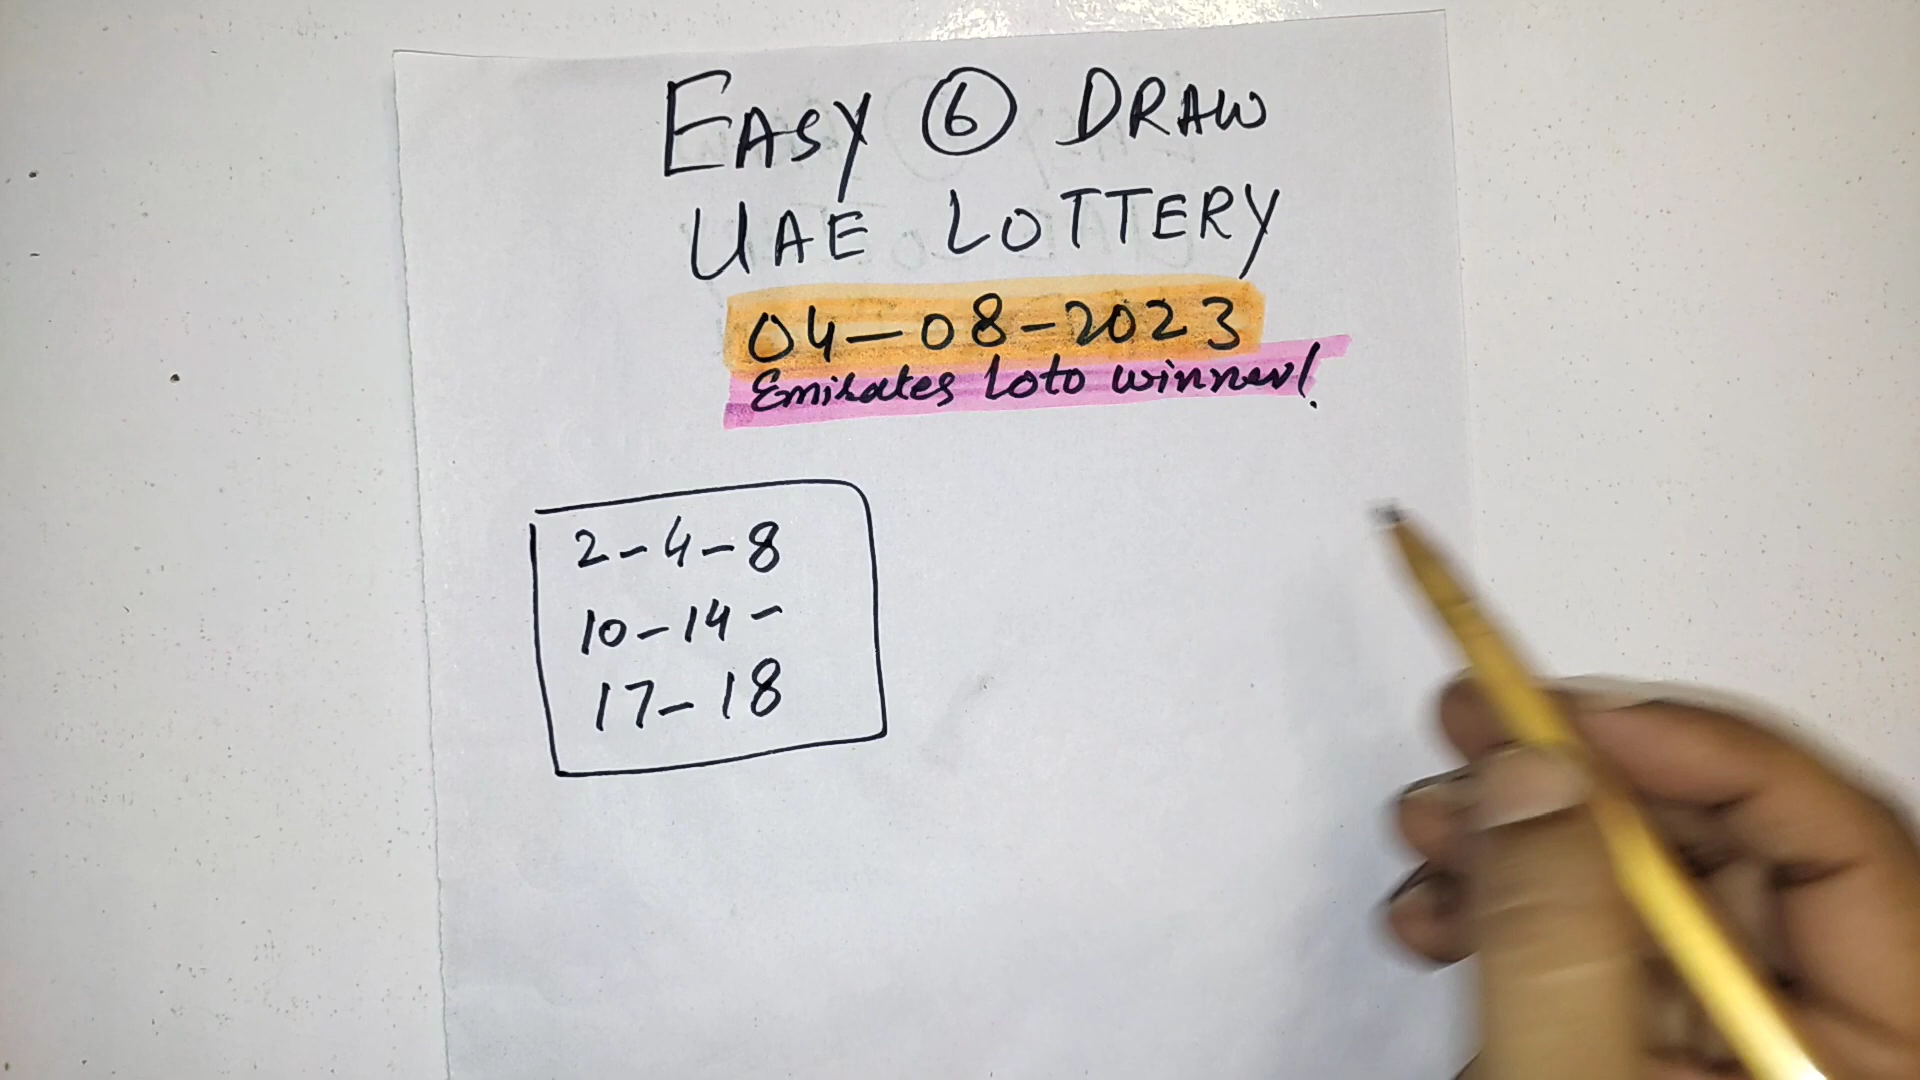 EASY 6 DRAW
UAE LOTTERY
04-08-2023
Emirates Loto winner!
2-4-8
10-14-
17-18